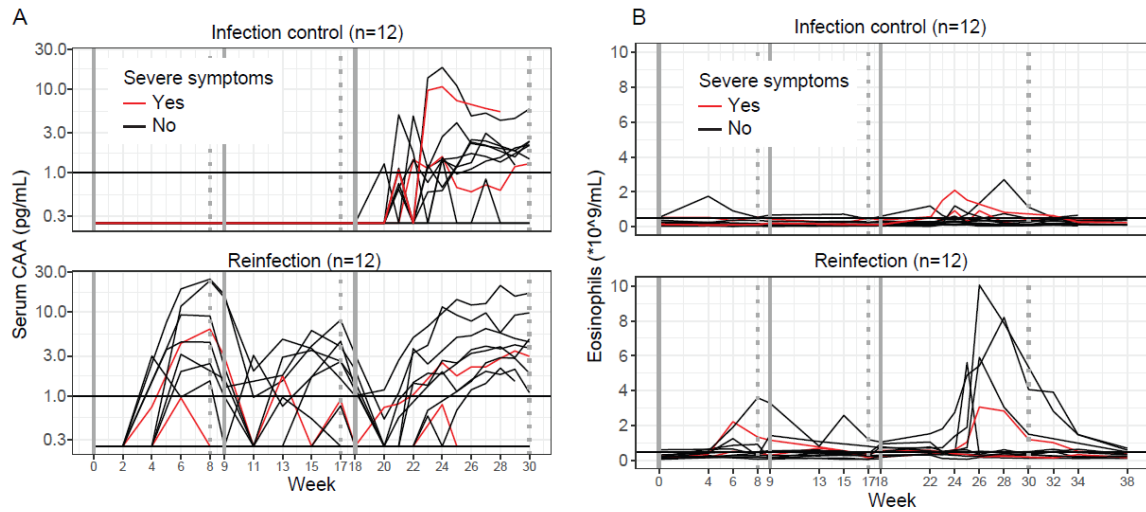 A
Infection control (n=12)
30.0
10.0
3.0
1.0
0.3
Severe symptoms
Yes
No
Reinfection (n=12)
30.0
10.0
3.0
1.0
0.3
Serum CAA (pg/mL)
0 2 4 6 8 9 11 13 15 17 18 20 22 24 26 28 30
Week
B
Infection control (n=12)
10
8
6
4
2
0
Severe symptoms
Yes
No
Reinfection (n=12)
10
8
6
4
2
0
Eosinophils (*10^9/mL)
0 4 6 8 9 13 15 17 18 22 24 26 28 30 32 34 38
Week